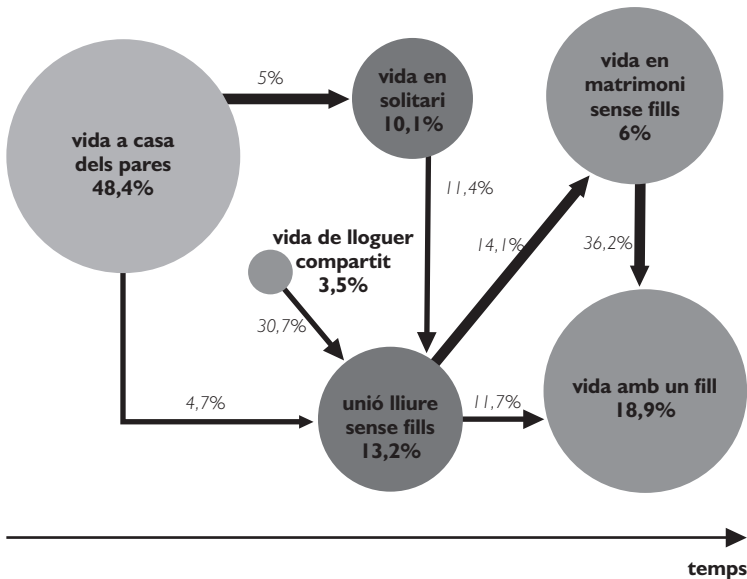 vida a casa
dels pares
48,4%
5%
vida en
solitari
10,1%
vida en
matrimoni
sense fills
6%
11,4%
14,1%
36,2%
vida de lloguer
compartit
3,5%
30,7%
4,7%
unió lliure
sense fills
13,2%
11,7%
vida amb un fill
18,9%
temps